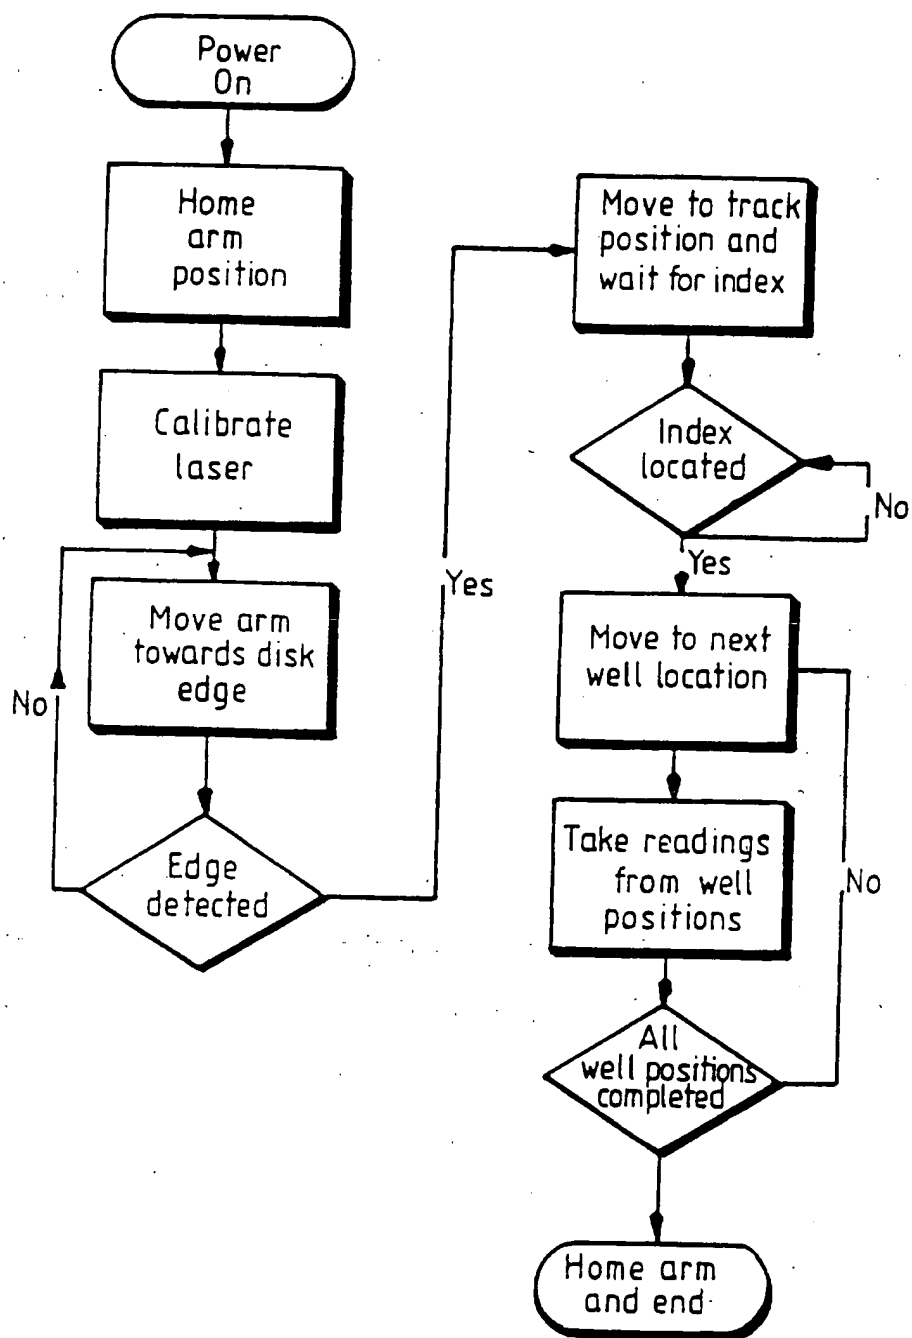 Power
On
Home
arm
position
Calibrate
laser
Move arm
towards disk
edge
No
Edge
detected
Yes
Move to track
position and
wait for index
Index
located
No
Yes
Move to next
well location
Take readings
from well
positions
No
All
well positions
completed
Home arm
and end